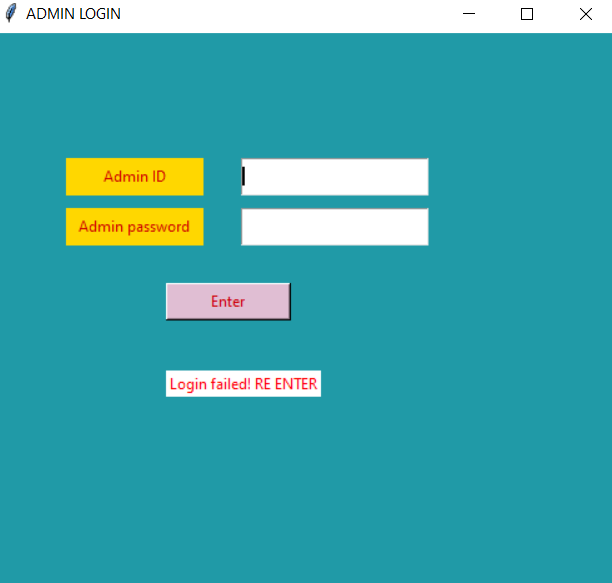 ADMIN LOGIN
Admin ID
Admin password
Enter
Login failed! RE ENTER